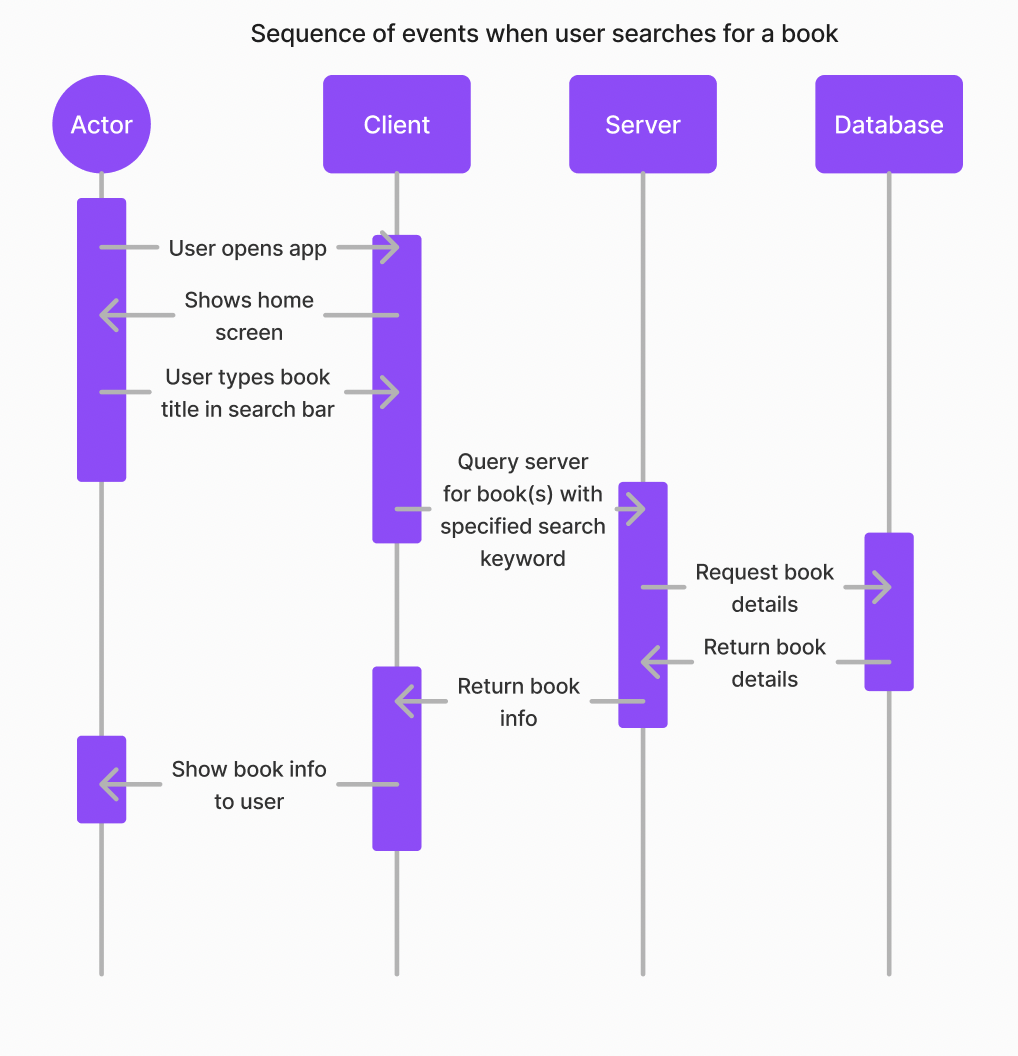 Sequence of events when user searches for a book
Actor
Client
Server
Database
User opens app
Shows home
screen
User types book
title in search bar
Query server
for book(s) with
specified search
keyword
Request book
details
Return book
details
Return book
info
Show book info
to user